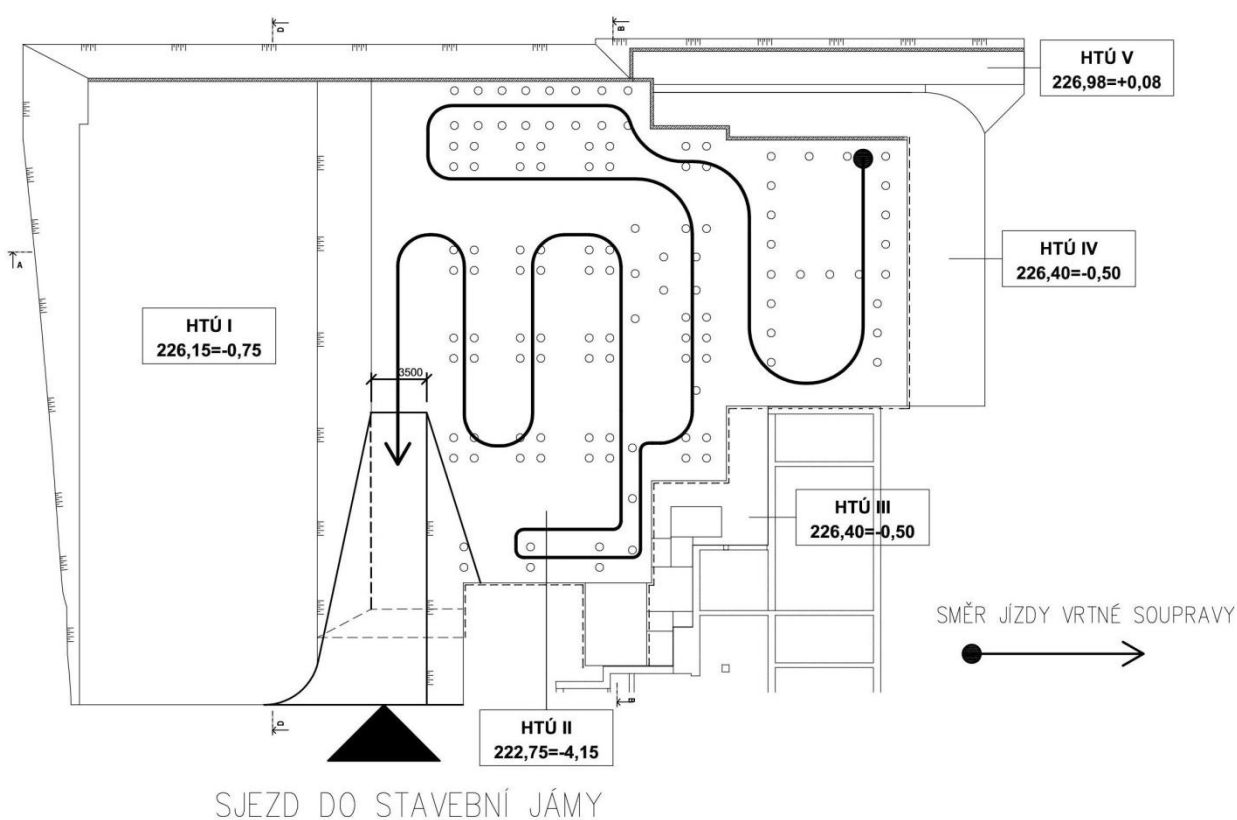 D
B
HTÚ V
226,98=+0,08
A
HTÚ IV
226,40=-0,50
HTÚ I
226,15=-0,75
3500
HTÚ III
226,40=-0,50
SMĚR JÍZDY VRTNÉ SOUPRAVY
D
B
HTÚ II
222,75=-4,15
SJEZD DO STAVEBNÍ JÁMY